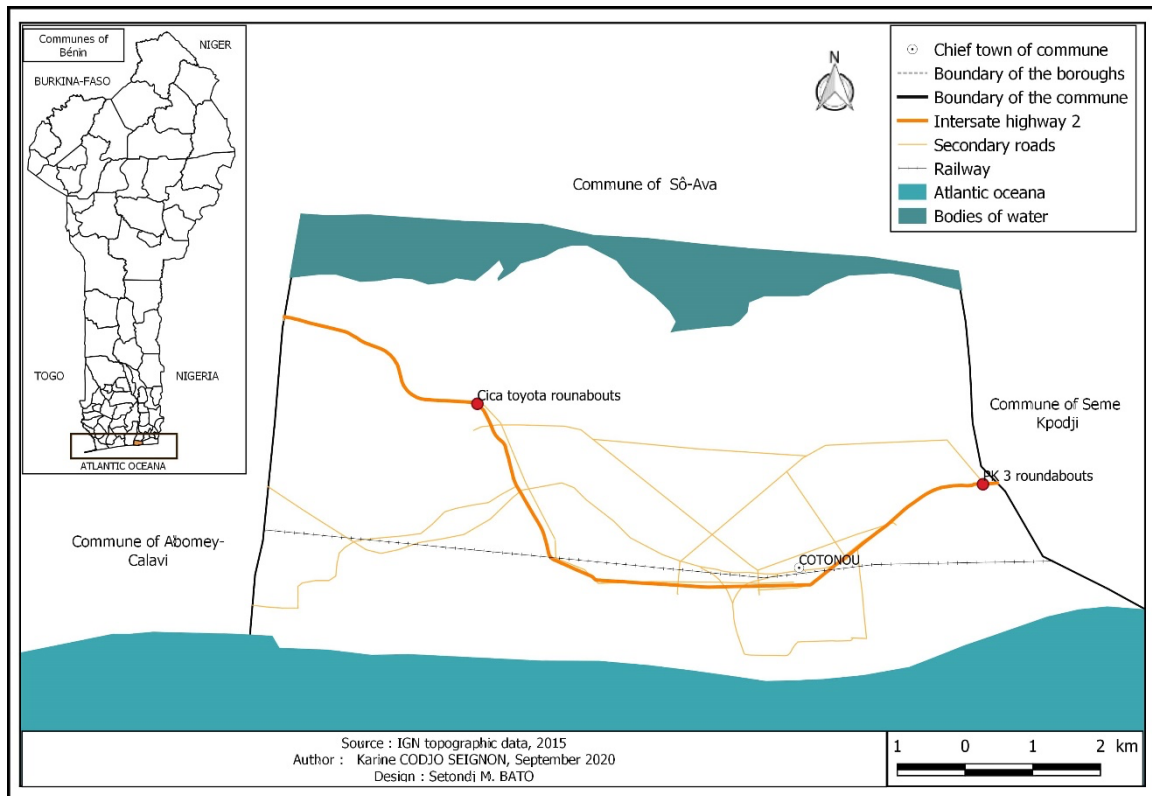 Communes of
Bénin
NIGER
BURKINA-FASO
TOGO
NIGERIA
ATLANTIC OCEANA
N
Chief town of commune
Boundary of the boroughs
Boundary of the commune
Intersate highway 2
Secondary roads
Railway
Atlantic oceana
Bodies of water
Commune of Sô-Ava
Cica toyota rounabouts
Commune of Seme
Kpodji
PK 3 roundabouts
Commune of Abomey-
Calavi
COTONOU
Source : IGN topographic data, 2015
Author : Karine CODJO SEIGNON, September 2020
Design : Setondi M. BATO
1 0 1 2 km